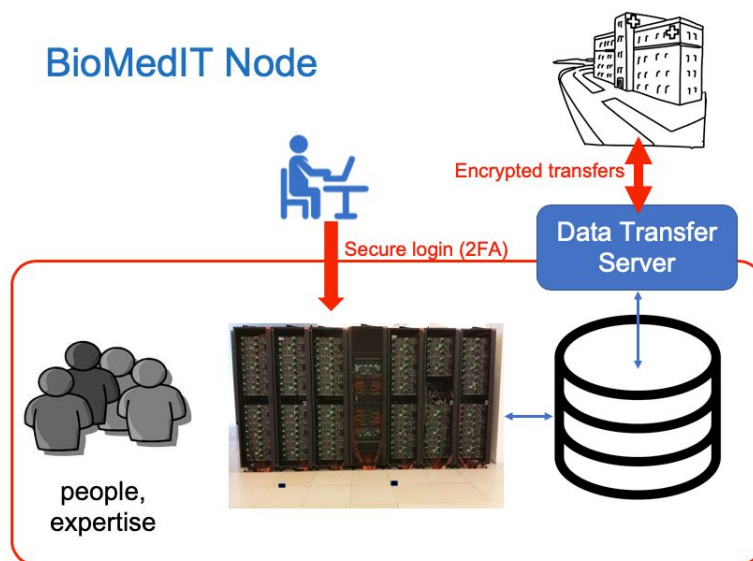 BioMedIT Node
Encrypted transfers
Secure login (2FA)
Data Transfer
Server
people,
expertise